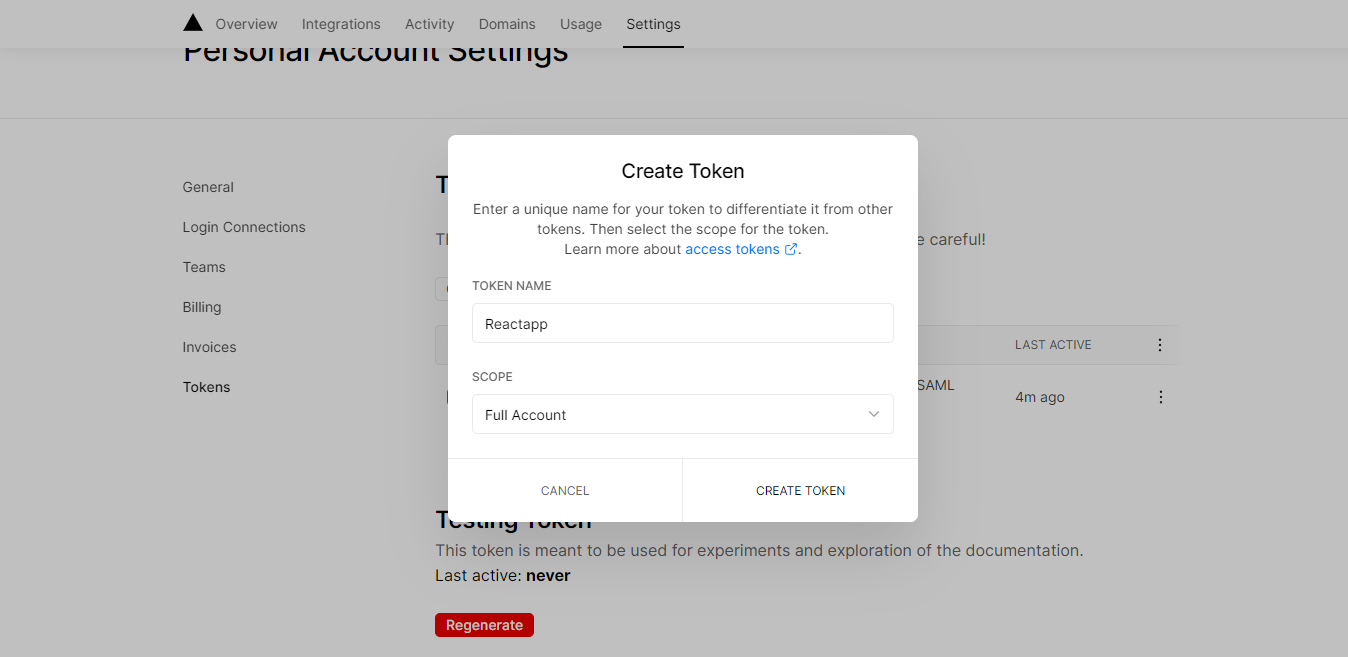 Overview Integrations Activity Domains Usage Settings
Personal Account Settings
General
Login Connections
Teams
Billing
Invoices
Tokens
Create Token
Enter a unique name for your token to differentiate it from other
tokens. Then select the scope for the token.
Learn more about access tokens.
TOKEN NAME
Reactapp
SCOPE
Full Account
CANCEL CREATE TOKEN
e careful!
LAST ACTIVE
SAML
4m ago
Testing Token
This token is meant to be used for experiments and exploration of the documentation.
Last active: never
Regenerate